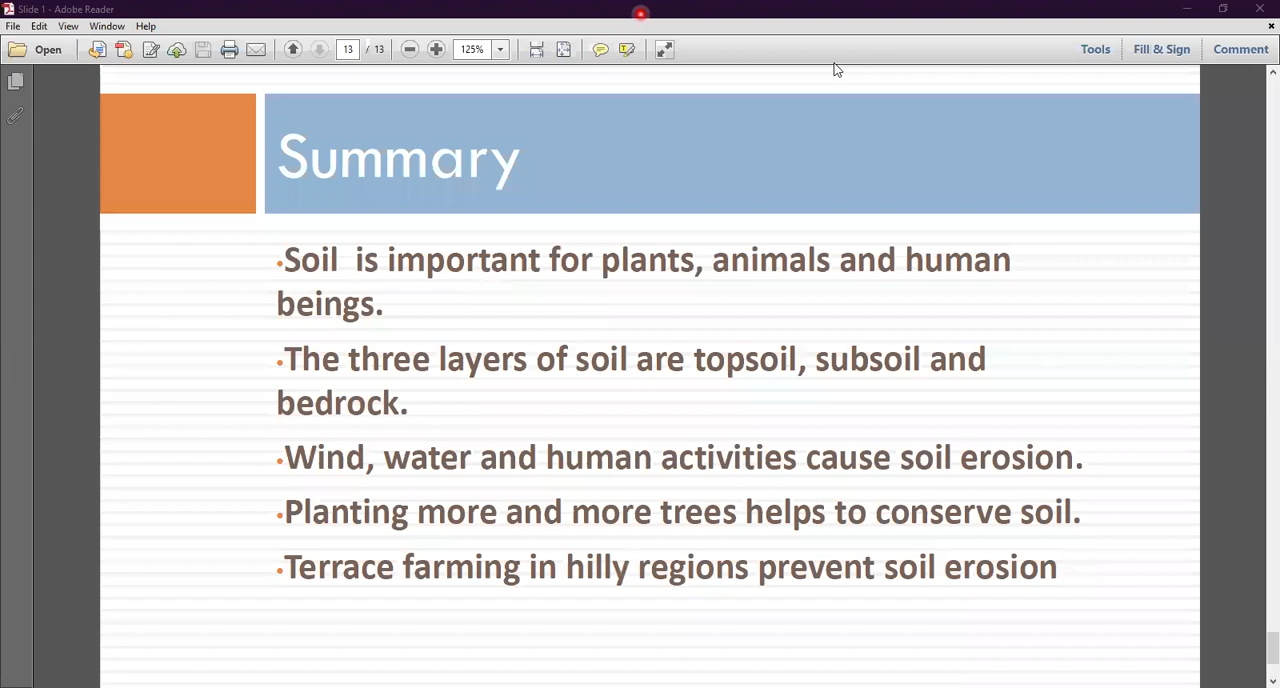 Slide 1 - Adobe Reader
File Edit View Window Help
Open 13 / 13 125% Tools Fill & Sign Comment
Summary
•Soil is important for plants, animals and human
beings.
•The three layers of soil are topsoil, subsoil and
bedrock.
•Wind, water and human activities cause soil erosion.
•Planting more and more trees helps to conserve soil.
•Terrace farming in hilly regions prevent soil erosion